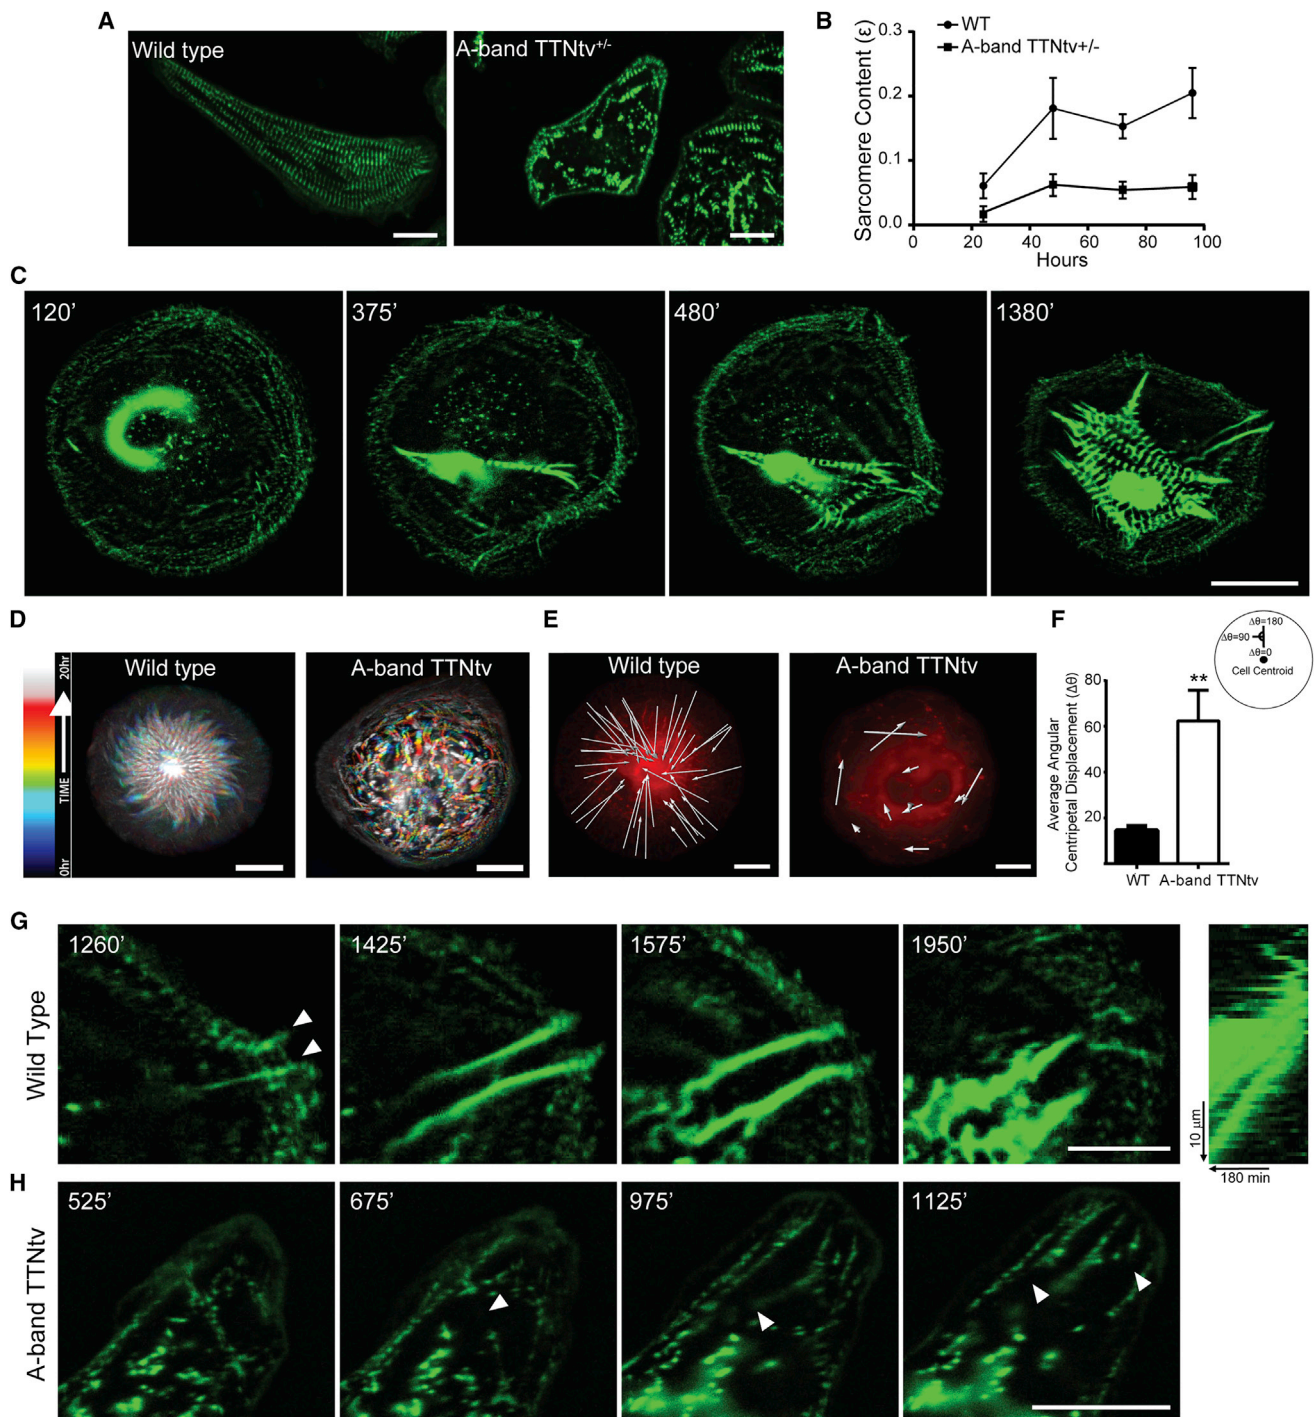 A
Wild type
A-band TTNtv+/-
B
WT
A-band TTNtv+/-
Sarcomere Content (ε)
0.3
0.2
0.1
0.0
0
20
40
60
80
100
Hours
C
120’
375’
480’
1380’
D
20hr
TIME
0hr
Wild type
A-band TTNtv
E
Wild type
A-band TTNtv
F
Δθ=180
Δθ=90
Δθ=0
Cell Centroid
Average Angular
Centripetal Displacement (Δθ)
80
60
40
20
**
WT
A-band TTNtv
G
Wild Type
1260’
1425’
1575’
1950’
10 μm
180 min
H
A-band TTNtv
525’
675’
975’
1125’